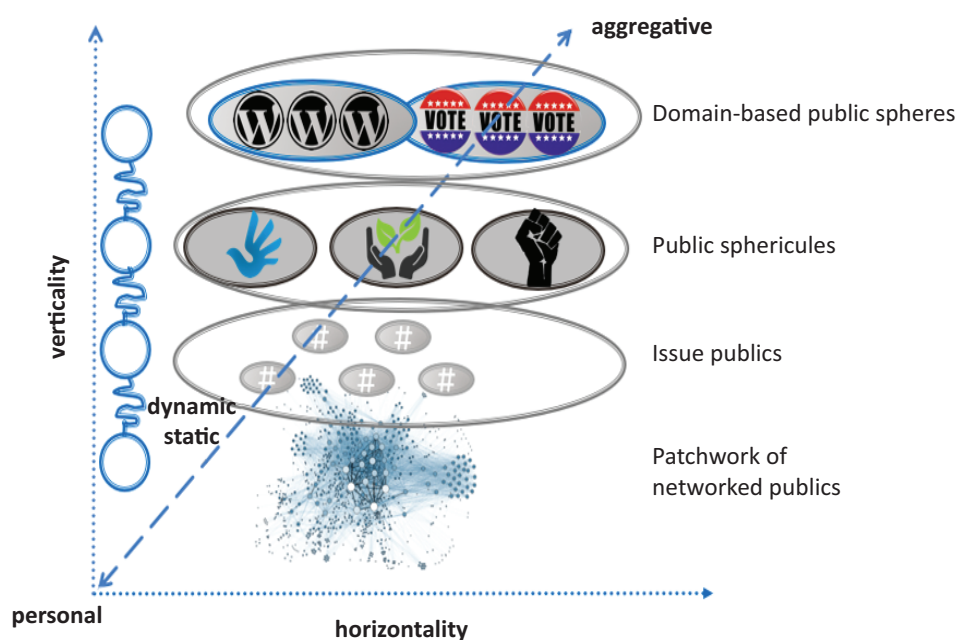 aggregative
Domain-based public spheres
W W W
VOTE VOTE VOTE
Public sphericules
verticality
# #
Issue publics
# # #
dynamic
static
Patchwork of
networked publics
personal
horizontality